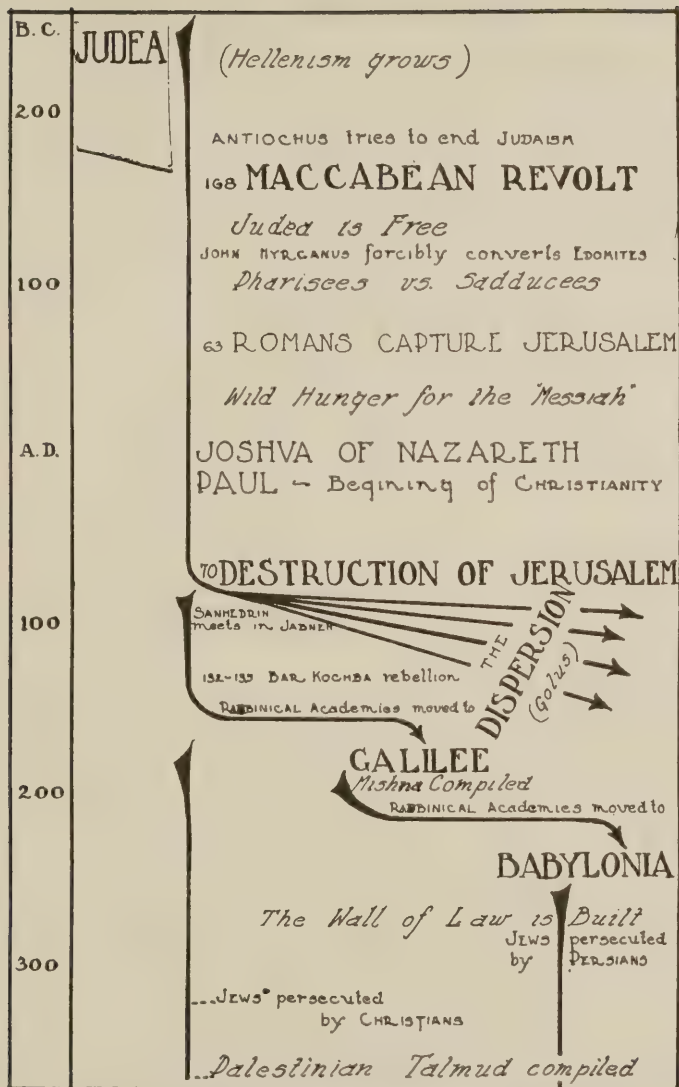 B. C.
JUDEA
(Hellenism grows)
200
ANTIOCHUS tries to end JUDAISM
168 MACCABEAN REVOLT
Judea is Free
JOHN HYRCANUS forcibly converts EDOMITES
100
Pharisees vs. Sadducees
63 ROMANS CAPTURE JERUSALEM
Wild Hunger for the "Messiah"
A.D.
JOSHVA OF NAZARETH
PAUL ~ Begining of CHRISTIANITY
70 DESTRUCTION OF JERUSALEM
100
SANHEDRIN
meets in JABNEH
THE
DISPERSION
(Golus)
132-135 BAR KOCHBA rebellion
RABBINICAL Academies moved to
GALILEE
200
Mishna Compiled
RABBINICAL Academies moved to
BABYLONIA
The Wall of Law is Built
JEWS persecuted
by PERSIANS
300
...JEWS" persecuted
by CHRISTIANS
...Palestinian Talmud compiled